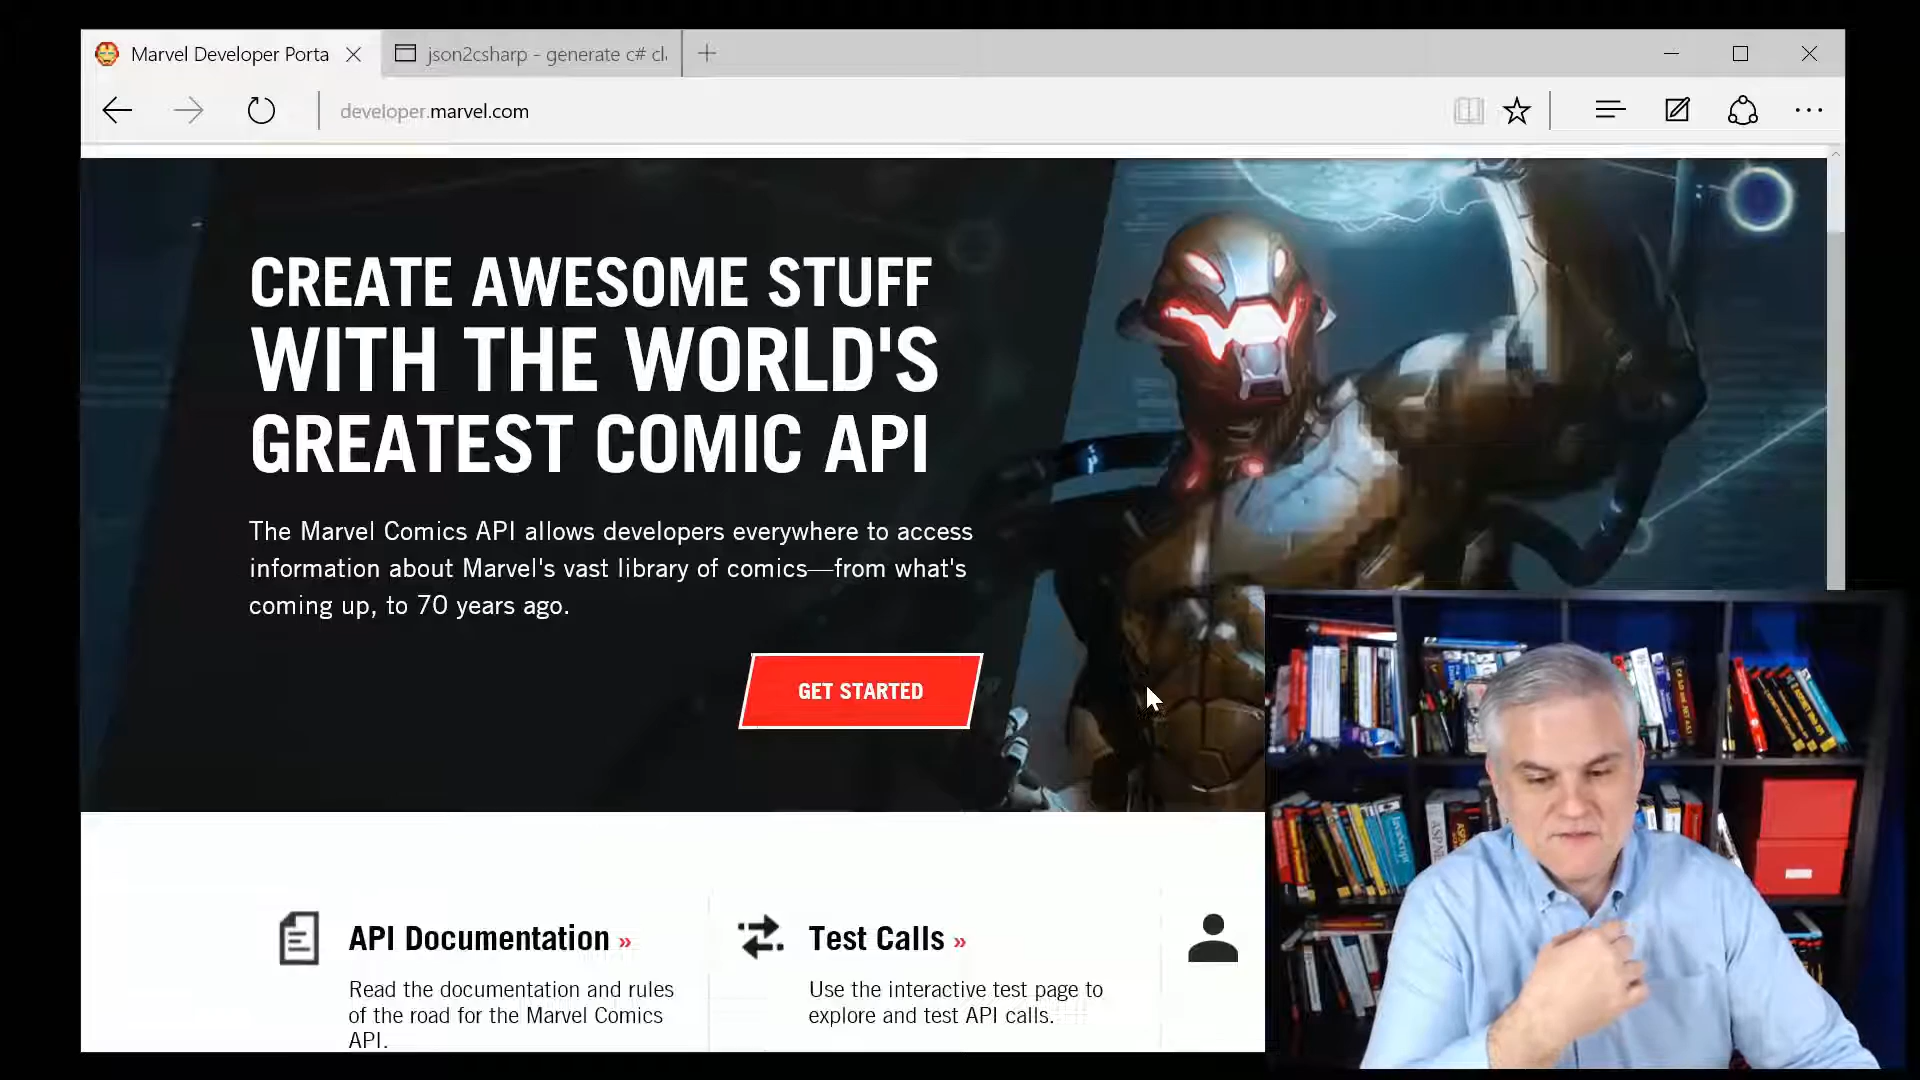 Marvel Developer Porta
json2csharp - generate c# cl
developer.marvel.com
CREATE AWESOME STUFF
WITH THE WORLD'S
GREATEST COMIC API
The Marvel Comics API allows developers everywhere to access
information about Marvel's vast library of comics—from what's
coming up, to 70 years ago.
GET STARTED
API Documentation »
Read the documentation and rules
of the road for the Marvel Comics
API.
Test Calls »
Use the interactive test page to
explore and test API calls.
JavaScript